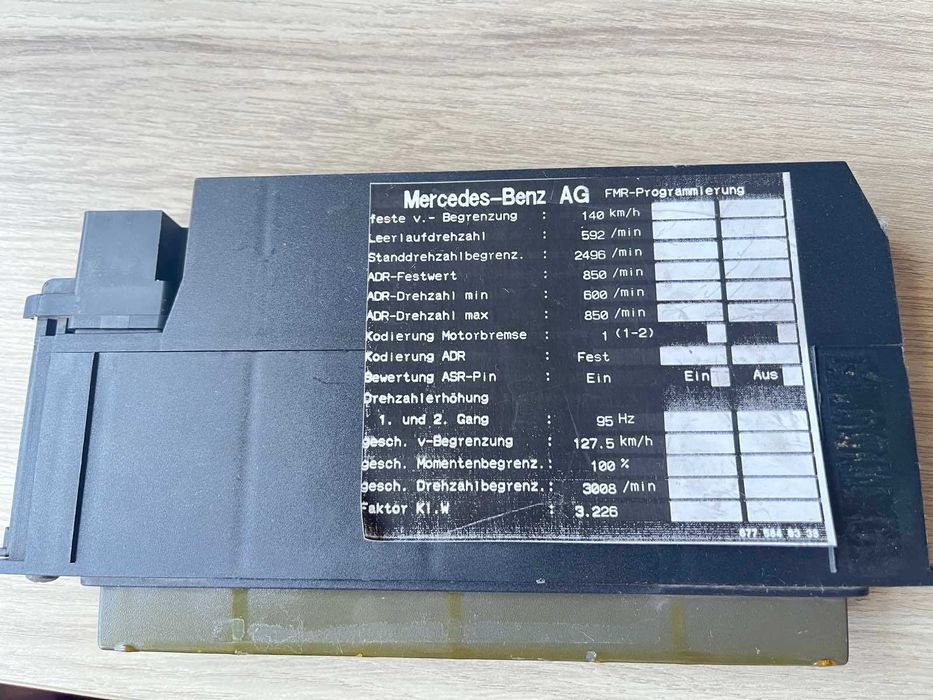 Mercedes-Benz AG FMR-Programmierung
feste v.- Begrenzung : 140 km/h
Leerlaufdrehzahl : 592 /min
Standdrehzahlbegrenz. : 2496 /min
ADR-Festwert : 850 /min
ADR-Drehzahl min : 600 /min
ADR-Drehzahl max : 850 /min
Kodierung Motorbremse : 1 (1-2)
Kodierung ADR : Fest
Bewertung ASR-Pin : Ein Ein Aus
Drehzahlerhöhung
1. und 2. Gang : 95 Hz
gesch. v-Begrenzung : 127.5 km/h
gesch. Momentenbegrenz.: 100 %
gesch. Drehzahlbegrenz.: 3008 /min
Faktor Kl.W : 3.226